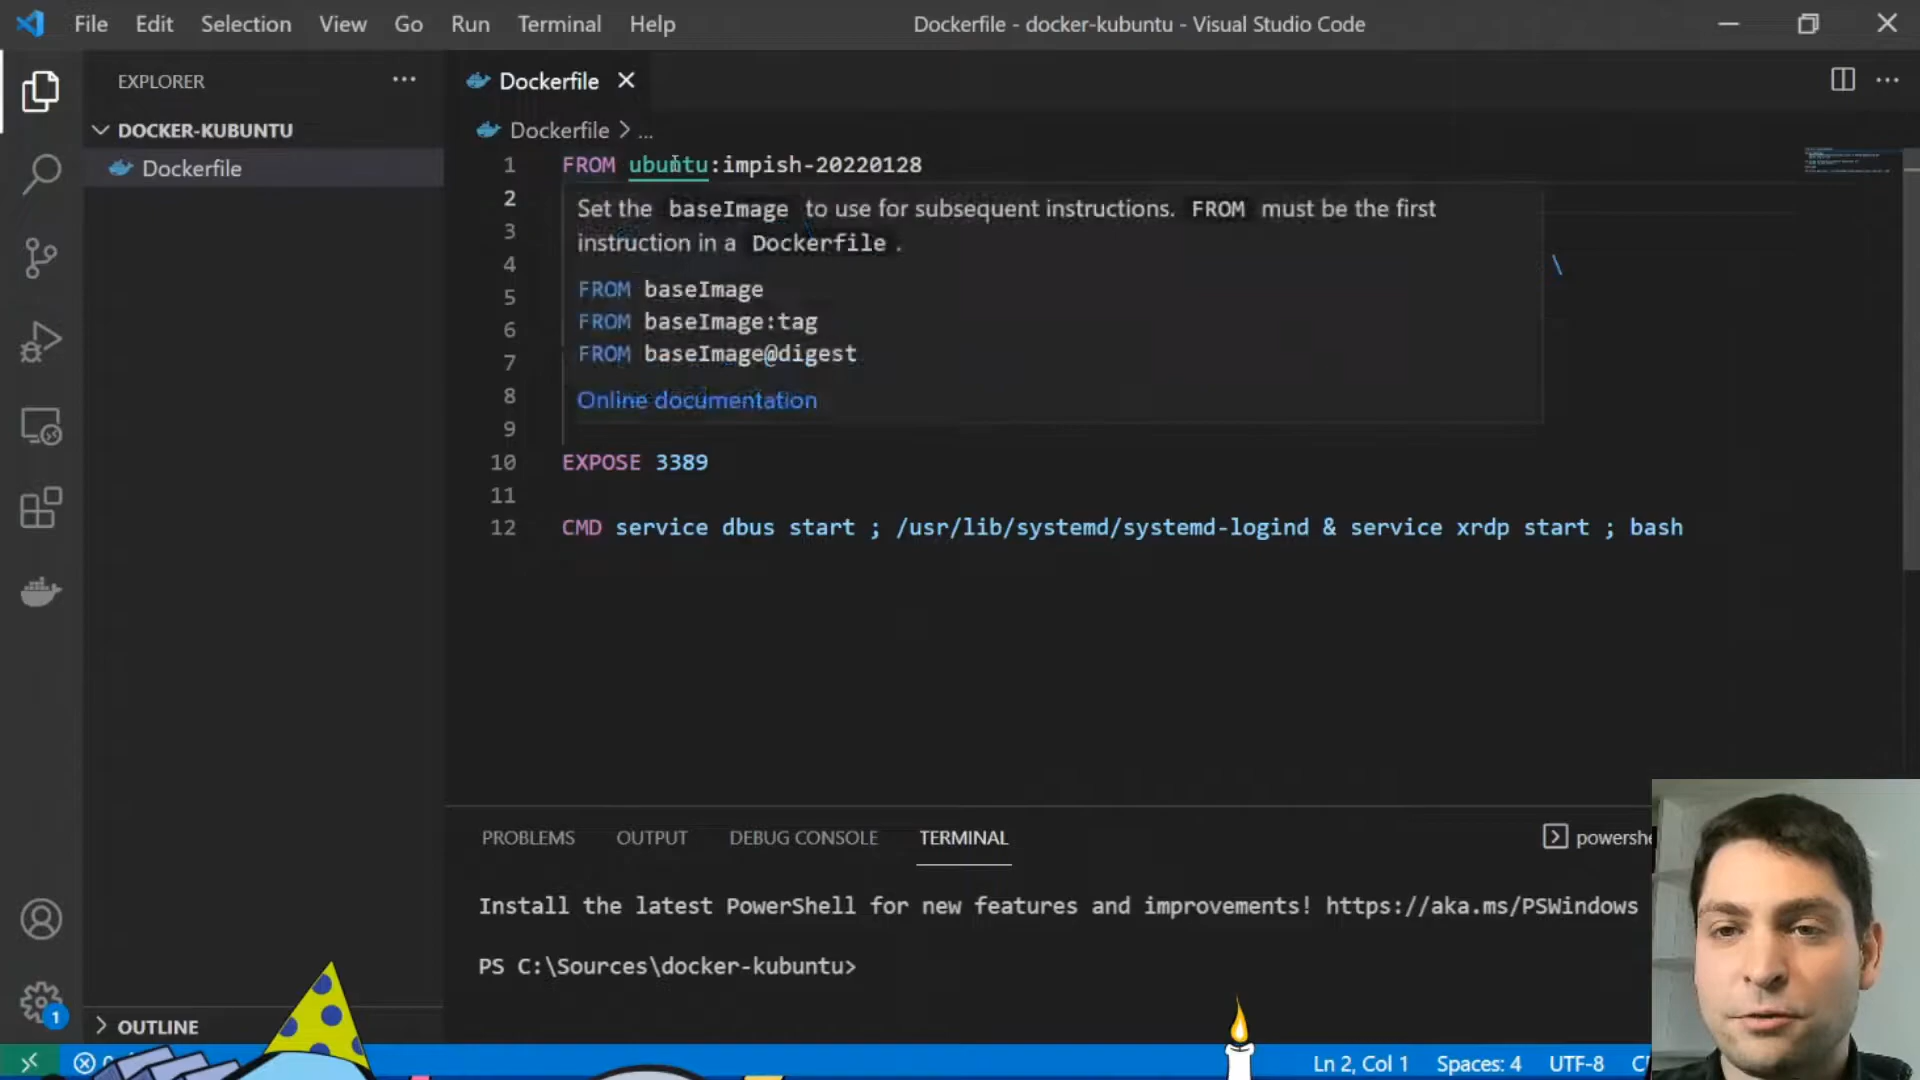 File Edit Selection View Go Run Terminal Help Dockerfile - docker-kubuntu - Visual Studio Code
EXPLORER
DOCKER-KUBUNTU
Dockerfile
OUTLINE
Dockerfile
Dockerfile > ...
1 FROM ubuntu:impish-20220128
2
3
4 \
5
6
7
8
9
Set the baseImage to use for subsequent instructions. FROM must be the first
instruction in a Dockerfile.
FROM baseImage
FROM baseImage:tag
FROM baseImage@digest
Online documentation
10 EXPOSE 3389
11
12 CMD service dbus start ; /usr/lib/systemd/systemd-logind & service xrdp start ; bash
PROBLEMS OUTPUT DEBUG CONSOLE TERMINAL
Install the latest PowerShell for new features and improvements! https://aka.ms/PSWindows
PS C:\Sources\docker-kubuntu>
1
Ln 2, Col 1 Spaces: 4 UTF-8